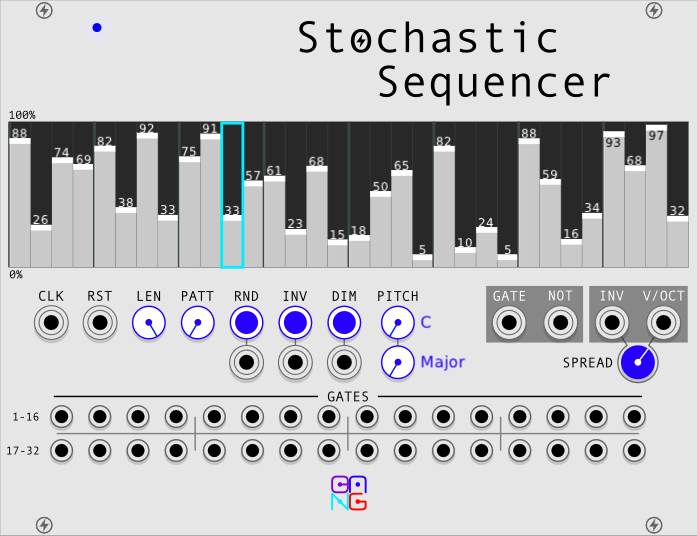 Stochastic
Sequencer
100%
88 26 74 69 82 38 92 33 75 91 33 57 61 23 68 15 18 50 65 5 82 10 24 5 88 59 16 34 93 68 97 32
0%
CLK RST LEN PATT RND INV DIM PITCH GATE NOT INV V/OCT
C
Major SPREAD
GATES
1-16
17-32
CANG